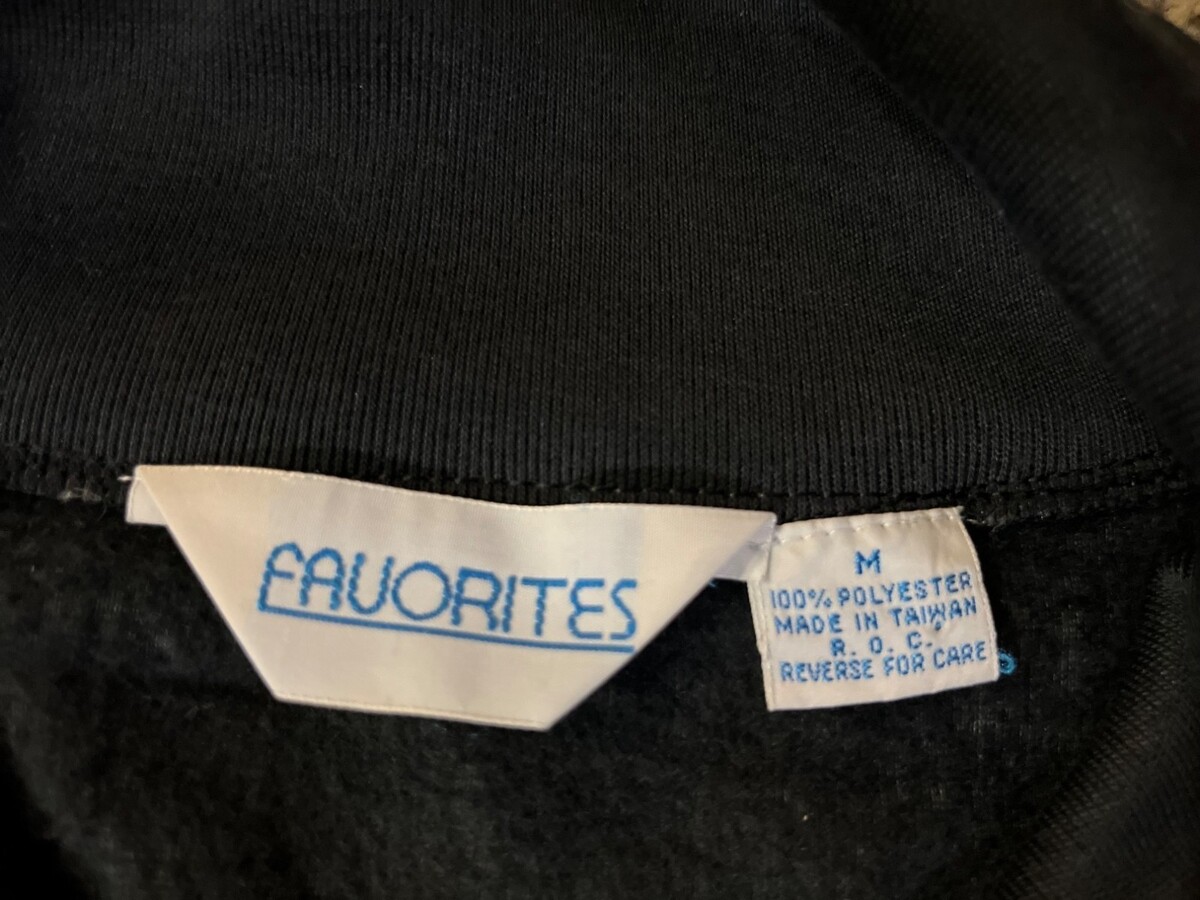 FAVORITES
M
100% POLYESTER
MADE IN TAIWAN
R. O. C.
REVERSE FOR CARE